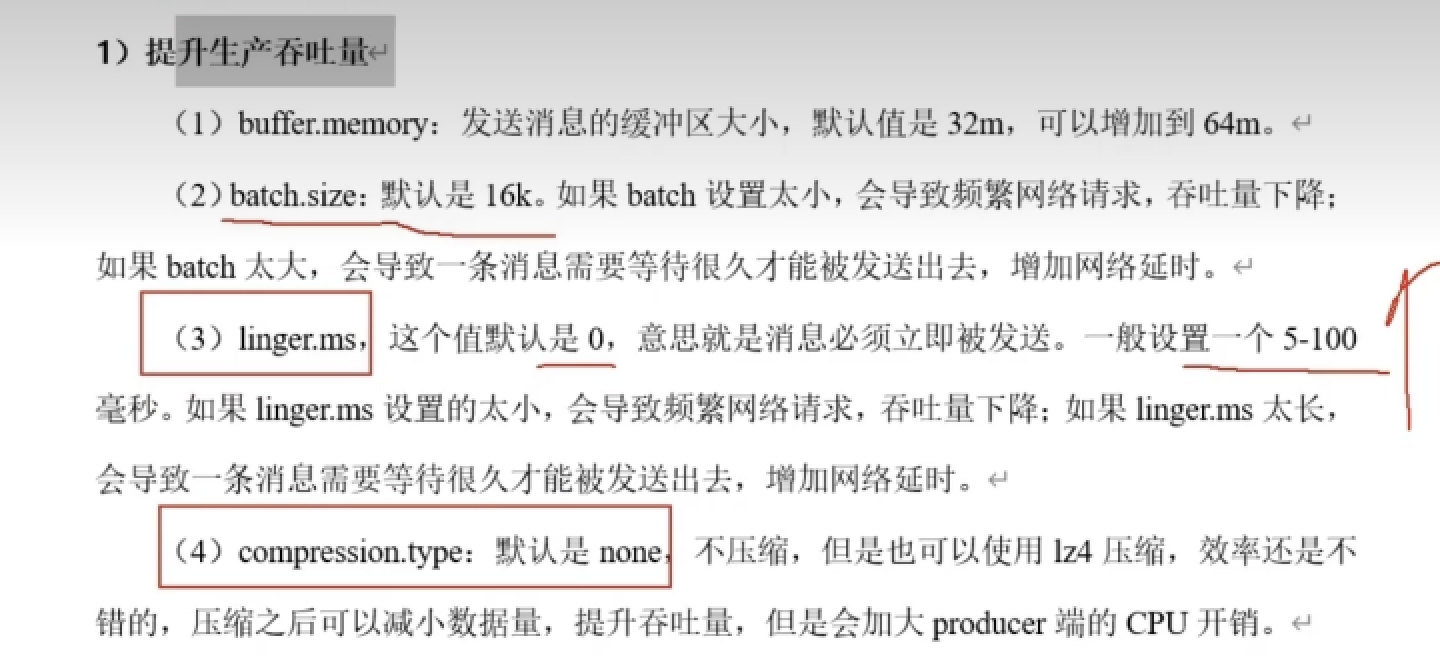 1）提升生产吞吐量↵
（1）buffer.memory：发送消息的缓冲区大小，默认值是 32m，可以增加到 64m。↵
（2）batch.size：默认是 16k。如果 batch 设置太小，会导致频繁网络请求，吞吐量下降；
如果 batch 太大，会导致一条消息需要等待很久才能被发送出去，增加网络延时。↵
（3）linger.ms，这个值默认是 0，意思就是消息必须立即被发送。一般设置一个 5-100
毫秒。如果 linger.ms 设置的太小，会导致频繁网络请求，吞吐量下降；如果 linger.ms 太长，
会导致一条消息需要等待很久才能被发送出去，增加网络延时。↵
（4）compression.type：默认是 none，不压缩，但是也可以使用 lz4 压缩，效率还是不
错的，压缩之后可以减小数据量，提升吞吐量，但是会加大 producer 端的 CPU 开销。↵